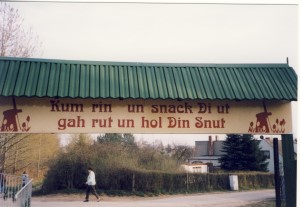 Kum rin un snack Di ut
gah rut un hol Din Snut